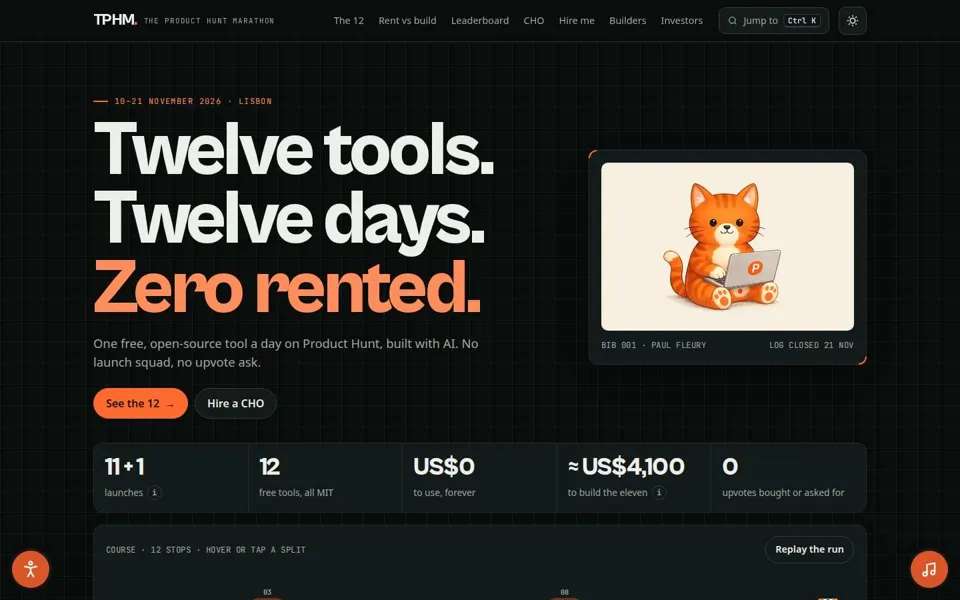 TPHM. THE PRODUCT HUNT MARATHON
The 12
Rent vs build
Leaderboard
CHO
Hire me
Builders
Investors
Jump to Ctrl K
10–21 NOVEMBER 2026 · LISBON
Twelve tools.
Twelve days.
Zero rented.
One free, open-source tool a day on Product Hunt, built with AI. No
launch squad, no upvote ask.
See the 12 →
Hire a CHO
P
BIB 001 · PAUL FLEURY
LOG CLOSED 21 NOV
11+1
launches i
12
free tools, all MIT
US$0
to use, forever
≈US$4,100
to build the eleven i
0
upvotes bought or asked for
COURSE · 12 STOPS · HOVER OR TAP A SPLIT
Replay the run
03
08